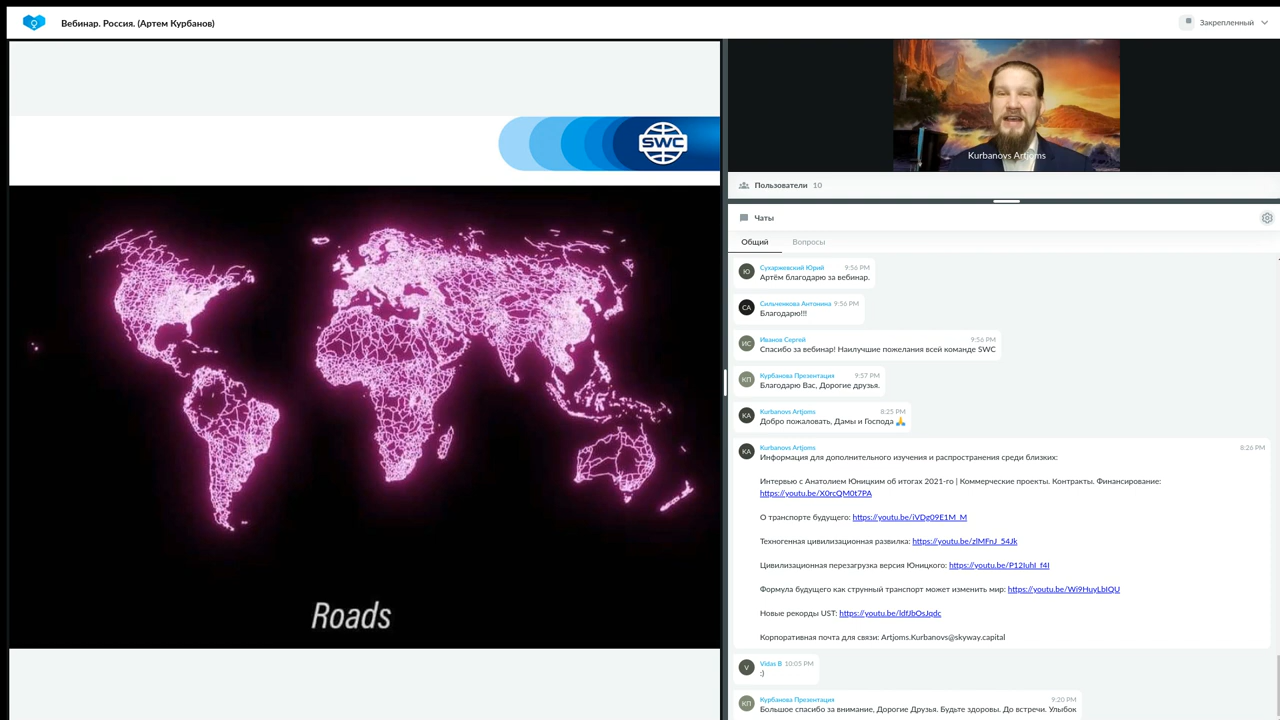 Вебинар. Россия. (Артем Курбанов)
Закрепленный
SWC
Roads
Kurbanovs Artjoms
Пользователи 10
Чаты
Общий Вопросы
Ю Сухаржевский Юрий 9:56 PM
Артём благодарю за вебинар.
СА Сильченкова Антонина 9:56 PM
Благодарю!!!
ИС Иванов Сергей 9:56 PM
Спасибо за вебинар! Наилучшие пожелания всей команде SWC
КП Курбанова Презентация 9:57 PM
Благодарю Вас, Дорогие друзья.
KA Kurbanovs Artjoms 8:25 PM
Добро пожаловать, Дамы и Господа 🙏
KA Kurbanovs Artjoms 8:26 PM
Информация для дополнительного изучения и распространения среди близких:
Интервью с Анатолием Юницким об итогах 2021-го | Коммерческие проекты. Контракты. Финансирование:
https://youtu.be/X0rcQM0t7PA
О транспорте будущего: https://youtu.be/iVDg09E1M_M
Техногенная цивилизационная развилка: https://youtu.be/zlMFnJ_54Jk
Цивилизационная перезагрузка версия Юницкого: https://youtu.be/P12IuhI_f4I
Формула будущего как струнный транспорт может изменить мир: https://youtu.be/Wi9HuyLbIQU
Новые рекорды UST: https://youtu.be/ldfJbOsJqdc
Корпоративная почта для связи: Artjoms.Kurbanovs@skyway.capital
V Vidas B 10:05 PM
:)
КП Курбанова Презентация 9:20 PM
Большое спасибо за внимание, Дорогие Друзья. Будьте здоровы. До встречи. Улыбок